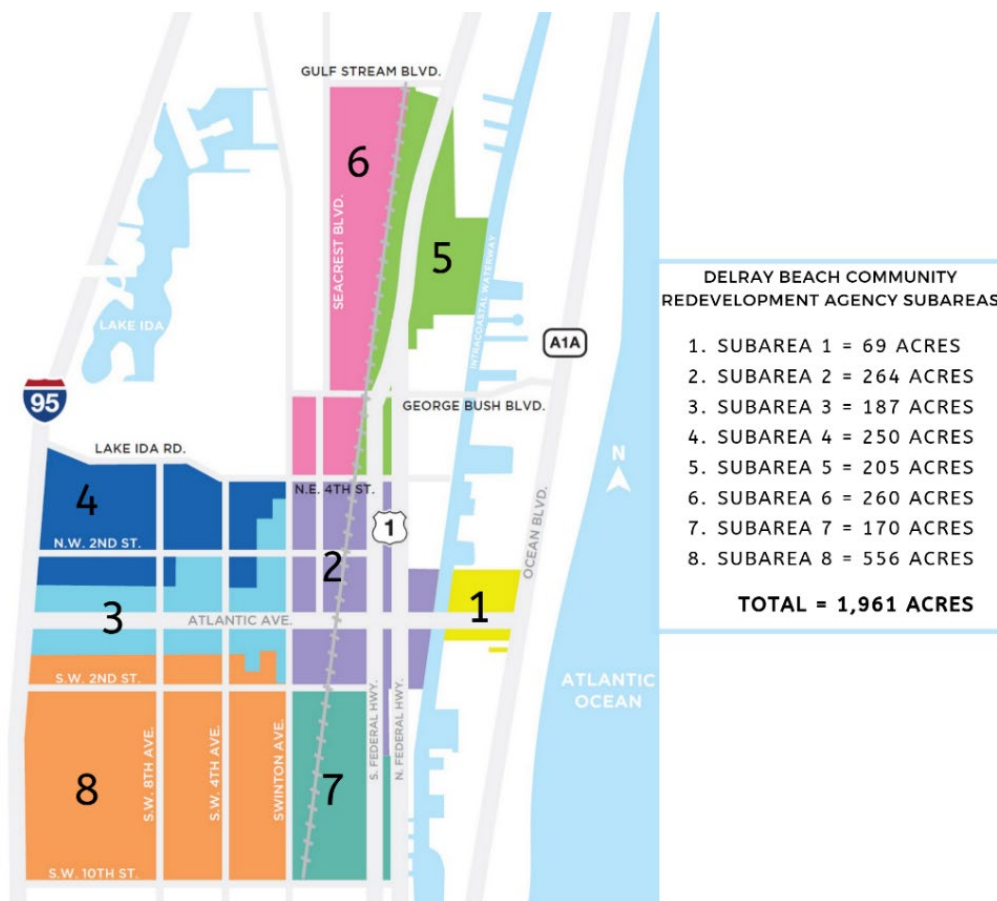 GULF STREAM BLVD.
6
SEACREST BLVD.
5
INTRACOASTAL WATERWAY
LAKE IDA
A1A
95
GEORGE BUSH BLVD.
LAKE IDA RD.
N
N.E. 4TH ST.
4
1
N.W. 2ND ST.
2
OCEAN BLVD.
3
ATLANTIC AVE.
1
S.W. 2ND ST.
ATLANTIC
OCEAN
8
S.W. 8TH AVE.
S.W. 4TH AVE.
SWINTON AVE.
7
S. FEDERAL HWY.
N. FEDERAL HWY.
S.W. 10TH ST.
DELRAY BEACH COMMUNITY
REDEVELOPMENT AGENCY SUBAREAS
1. SUBAREA 1 = 69 ACRES
2. SUBAREA 2 = 264 ACRES
3. SUBAREA 3 = 187 ACRES
4. SUBAREA 4 = 250 ACRES
5. SUBAREA 5 = 205 ACRES
6. SUBAREA 6 = 260 ACRES
7. SUBAREA 7 = 170 ACRES
8. SUBAREA 8 = 556 ACRES
TOTAL = 1,961 ACRES